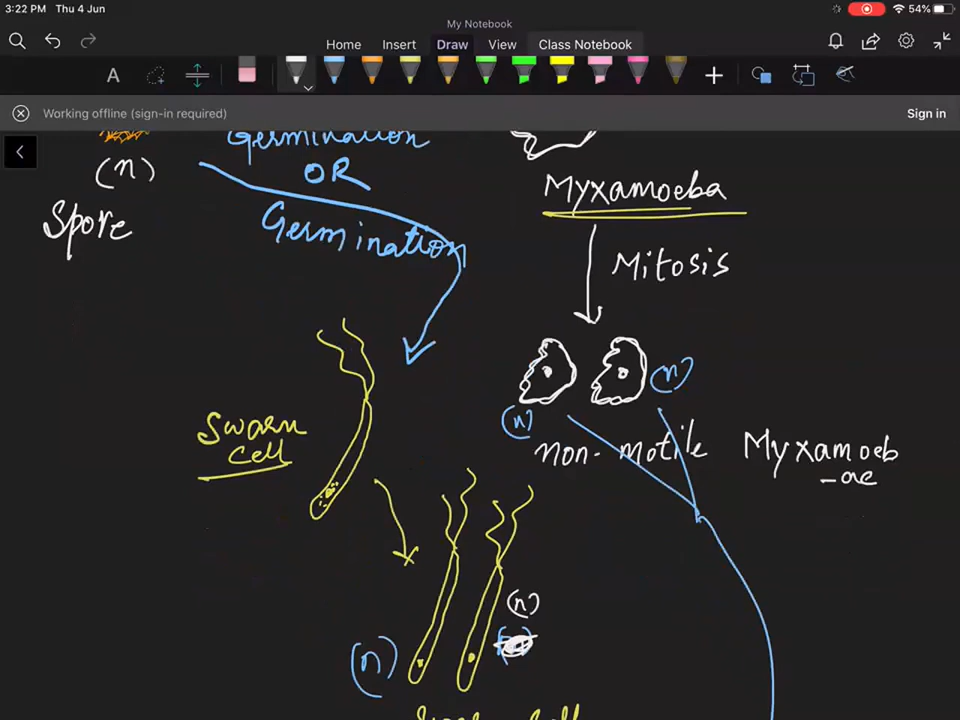 3:22 PM Thu 4 Jun
54%
My Notebook
Home Insert Draw View Class Notebook
A
Working offline (sign-in required)
Sign in
Germination
(n)
OR
Spore
Germination
Myxamoeba
Mitosis
(n)
(n)
Swarm
cell
non-motile Myxamoeb
-ae
(n)
(n)